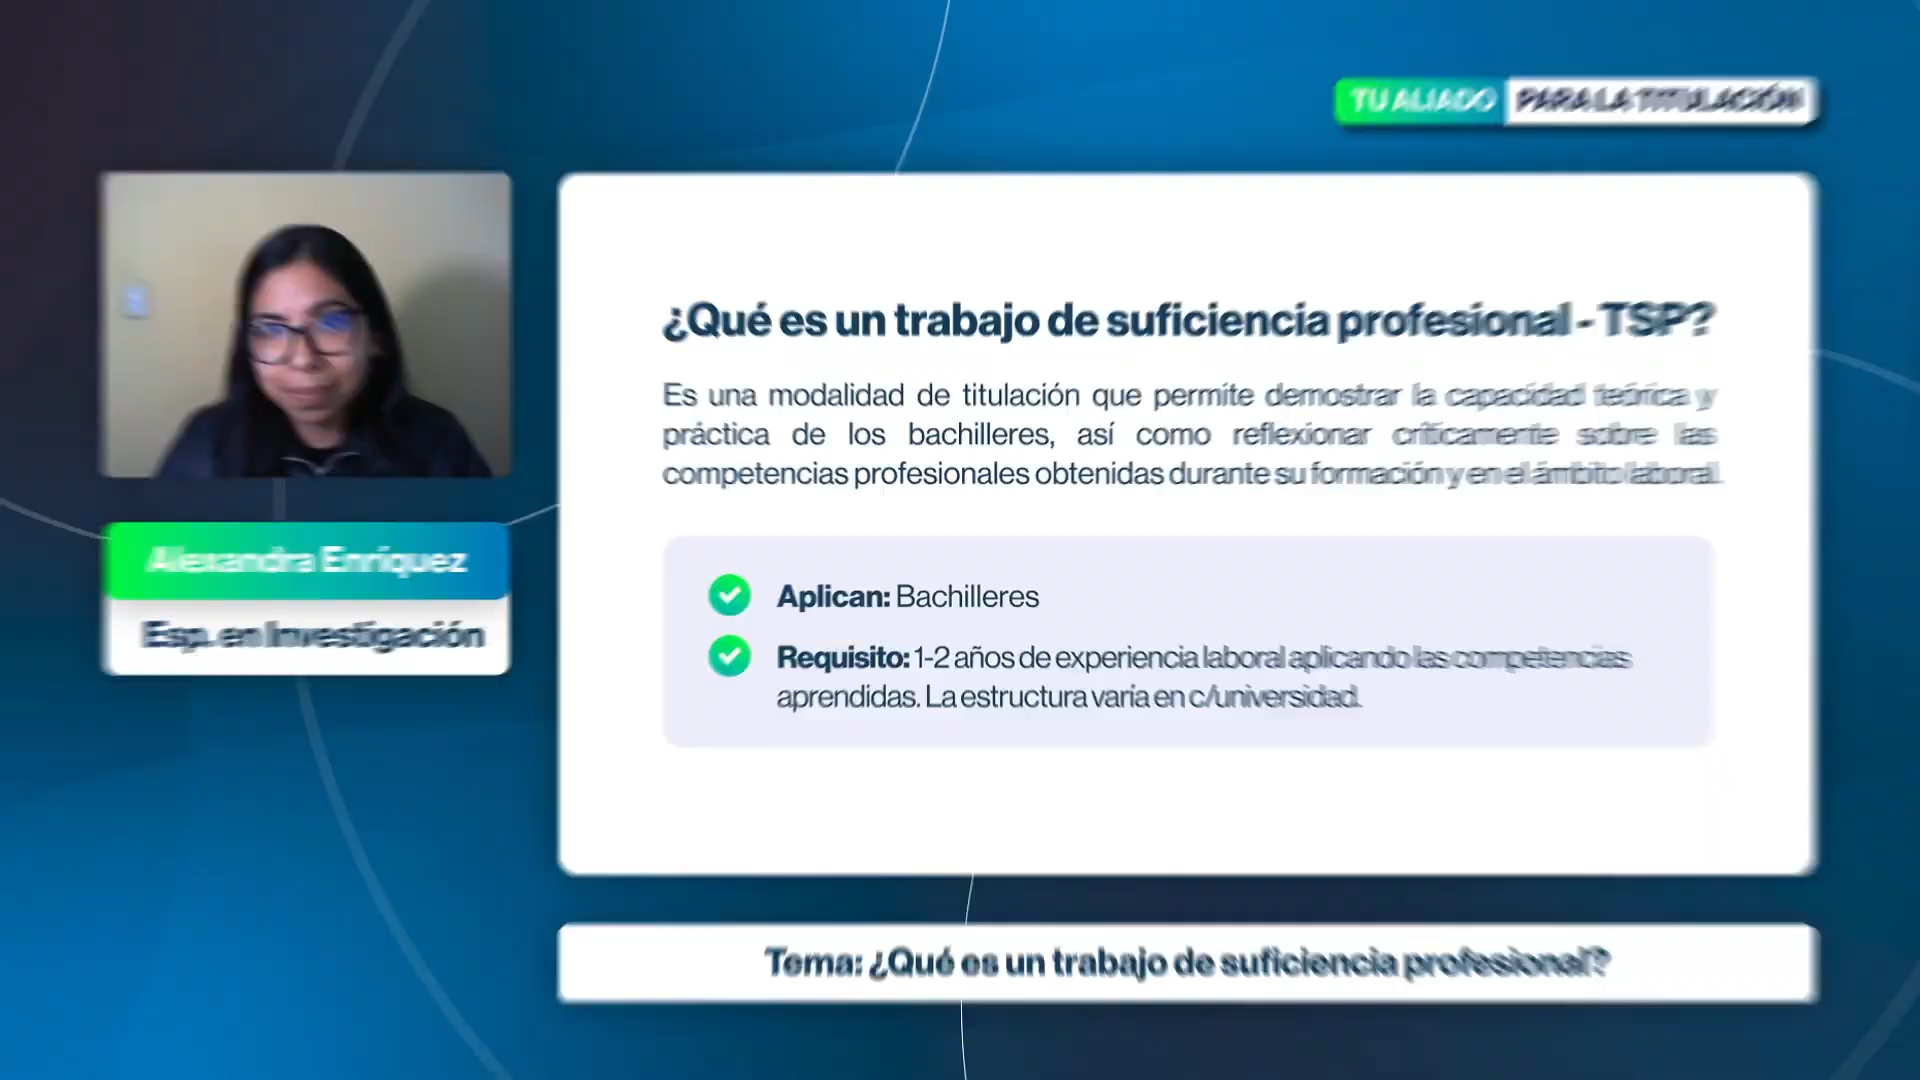 TU ALIADO PARA LA TITULACIÓN
Alexandra Enríquez
Esp. en Investigación
¿Qué es un trabajo de suficiencia profesional - TSP?
Es una modalidad de titulación que permite demostrar la capacidad teórica y
práctica de los bachilleres, así como reflexionar críticamente sobre las
competencias profesionales obtenidas durante su formación y en el ámbito laboral.
Aplican: Bachilleres
Requisito: 1-2 años de experiencia laboral aplicando las competencias
aprendidas. La estructura varia en c/universidad.
Tema: ¿Qué es un trabajo de suficiencia profesional?